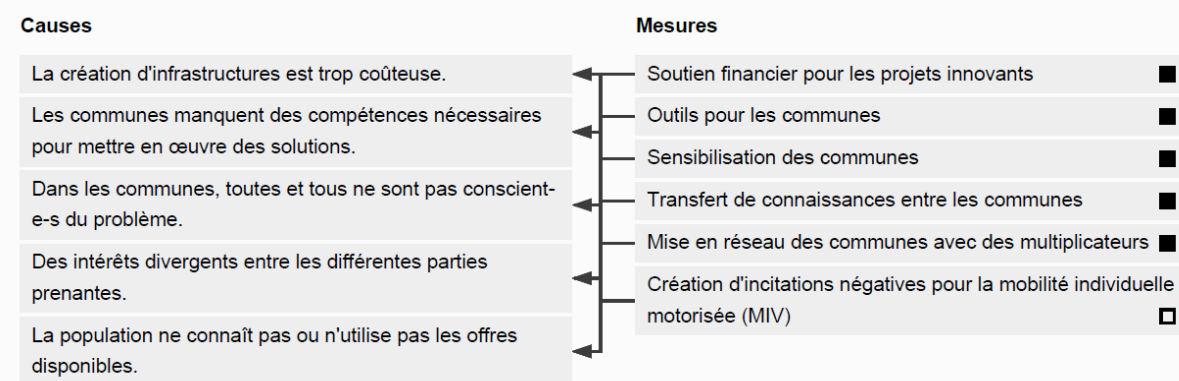 Causes
La création d'infrastructures est trop coûteuse.
Les communes manquent des compétences nécessaires
pour mettre en œuvre des solutions.
Dans les communes, toutes et tous ne sont pas conscient-
e-s du problème.
Des intérêts divergents entre les différentes parties
prenantes.
La population ne connaît pas ou n'utilise pas les offres
disponibles.
Mesures
Soutien financier pour les projets innovants
Outils pour les communes
Sensibilisation des communes
Transfert de connaissances entre les communes
Mise en réseau des communes avec des multiplicateurs
Création d'incitations négatives pour la mobilité individuelle
motorisée (MIV)